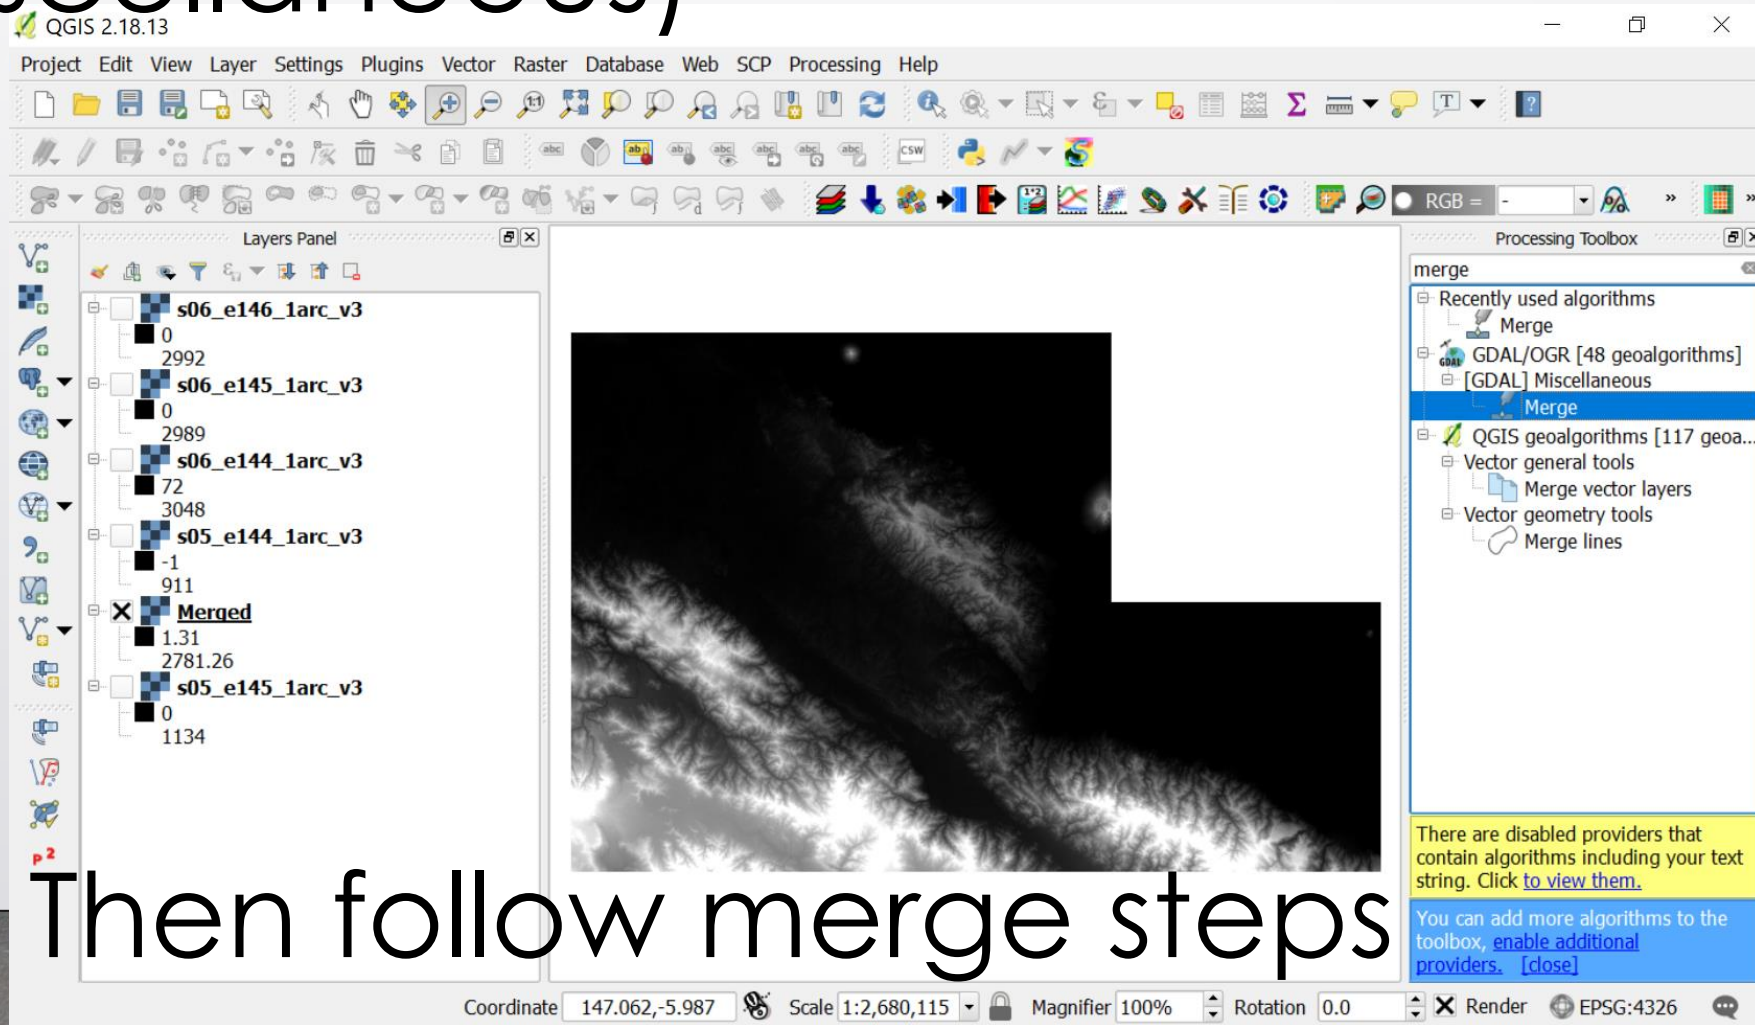 scellaneous)
QGIS 2.18.13
Project Edit View Layer Settings Plugins Vector Raster Database Web SCP Processing Help
CSW
RGB = -
Layers Panel
Processing Toolbox
merge
s06_e146_1arc_v3
0
2992
s06_e145_1arc_v3
0
2989
s06_e144_1arc_v3
72
3048
s05_e144_1arc_v3
-1
911
Merged
1.31
2781.26
s05_e145_1arc_v3
0
1134
Recently used algorithms
Merge
GDAL/OGR [48 geoalgorithms]
[GDAL] Miscellaneous
Merge
QGIS geoalgorithms [117 geoa...
Vector general tools
Merge vector layers
Vector geometry tools
Merge lines
There are disabled providers that
contain algorithms including your text
string. Click to view them.
You can add more algorithms to the
toolbox, enable additional
providers. [close]
Then follow merge steps
Coordinate 147.062,-5.987 Scale 1:2,680,115 Magnifier 100% Rotation 0.0 Render EPSG:4326